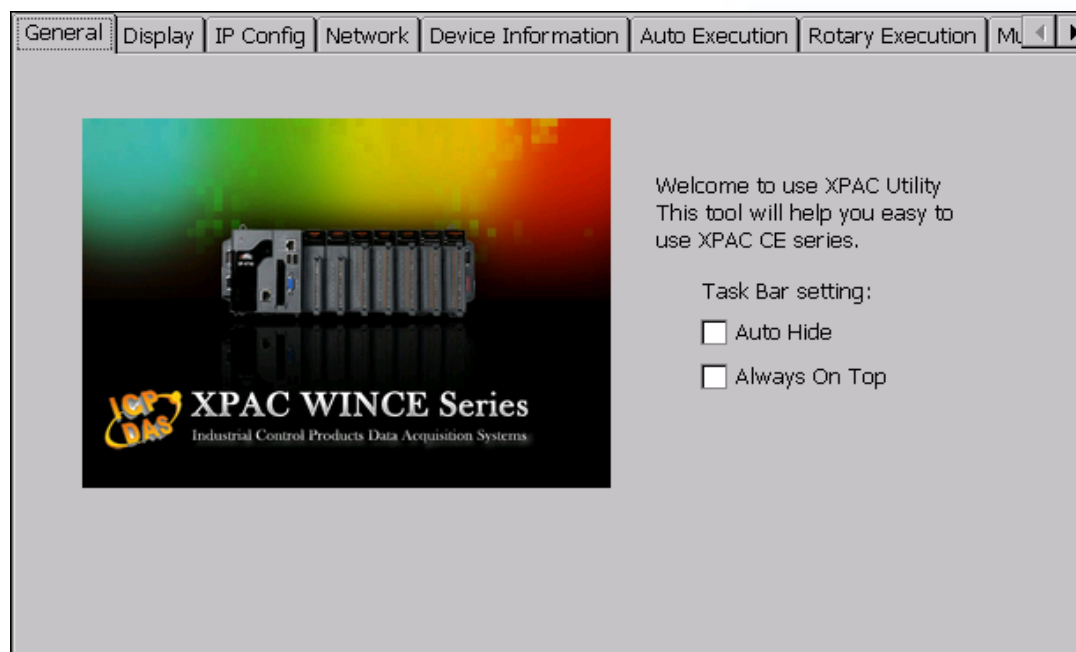 General Display IP Config Network Device Information Auto Execution Rotary Execution
Welcome to use XPAC Utility
This tool will help you easy to
use XPAC CE series.
Task Bar setting:
Auto Hide
Always On Top
ICP
DAS
XPAC WINCE Series
Industrial Control Products Data Acquisition Systems